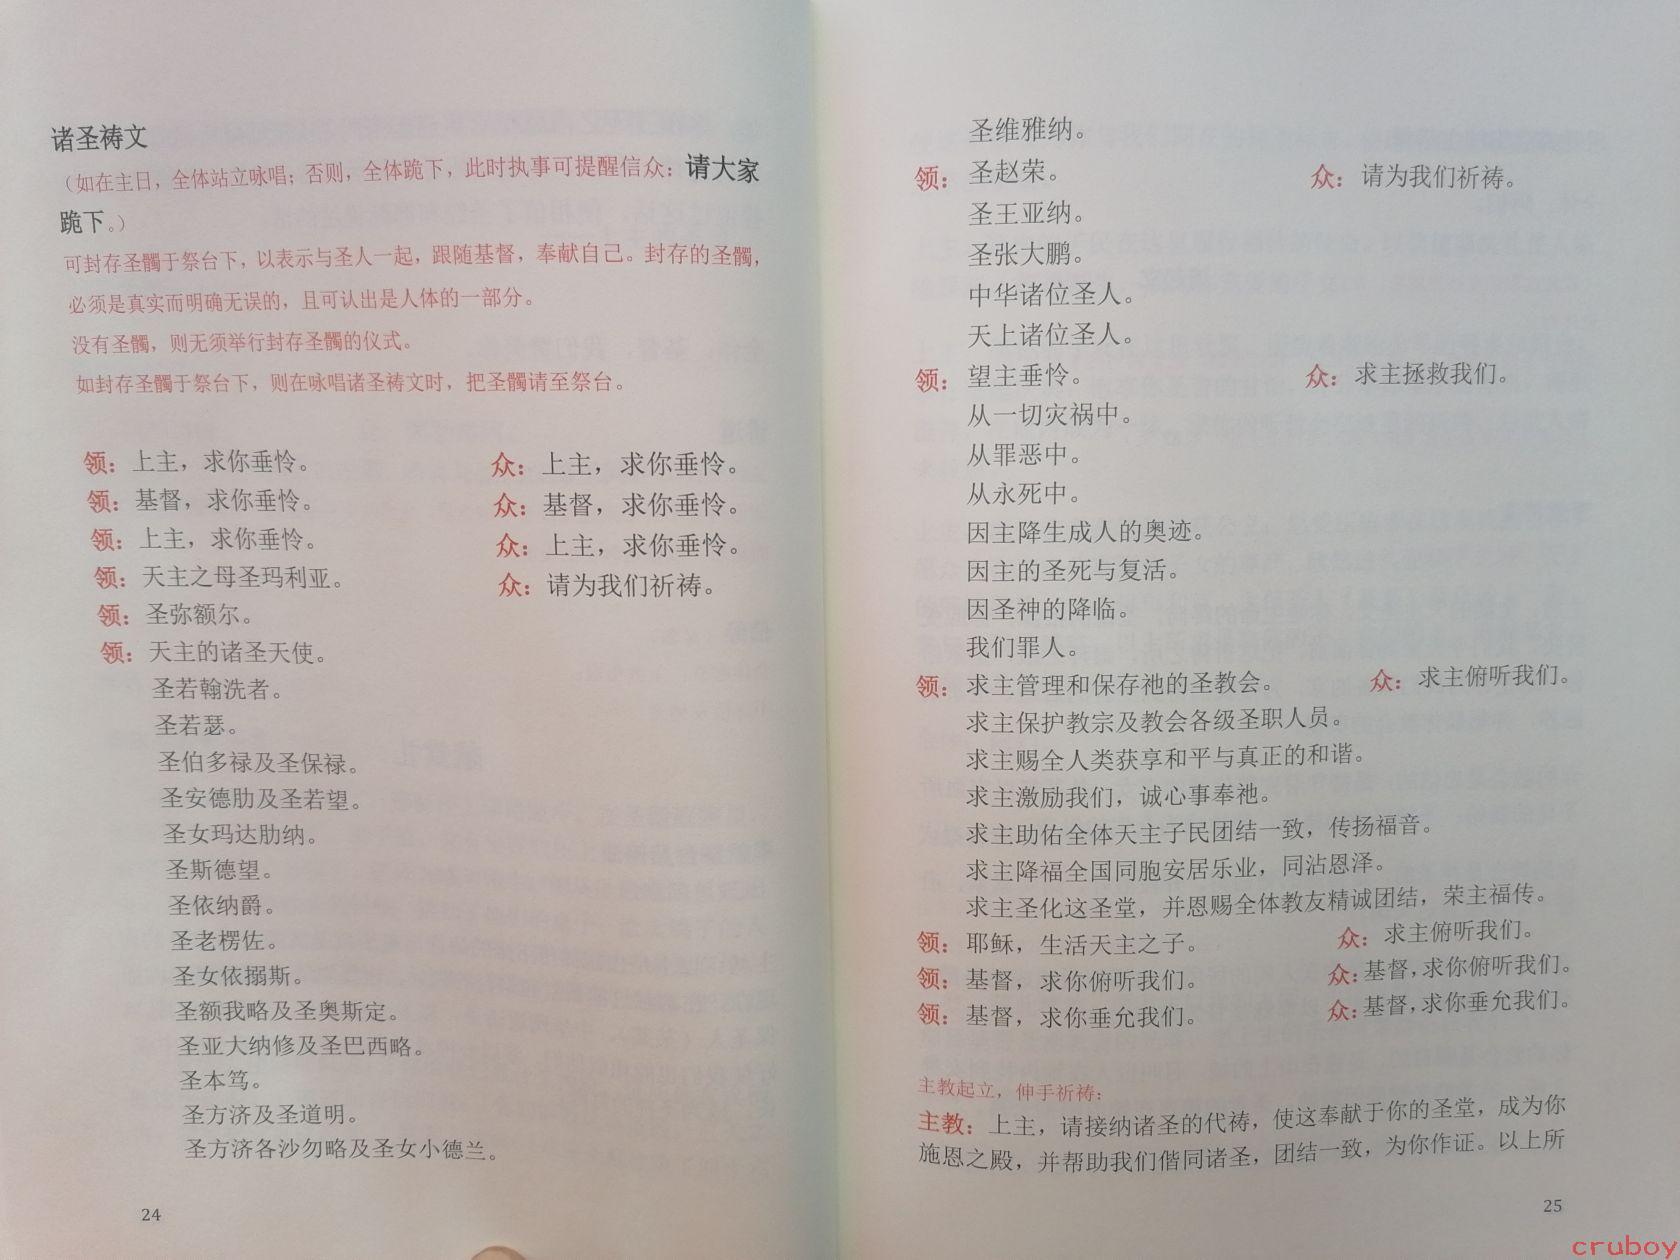 诸圣祷文
（如在主日，全体站立咏唱；否则，全体跪下，此时执事可提醒信众：请大家
跪下。）
可封存圣髑于祭台下，以表示与圣人一起，跟随基督，奉献自己。封存的圣髑，
必须是真实而明确无误的，且可认出是人体的一部分。
没有圣髑，则无须举行封存圣髑的仪式。
如封存圣髑于祭台下，则在咏唱诸圣祷文时，把圣髑请至祭台。
领：上主，求你垂怜。 众：上主，求你垂怜。
领：基督，求你垂怜。 众：基督，求你垂怜。
领：上主，求你垂怜。 众：上主，求你垂怜。
领：天主之母圣玛利亚。 众：请为我们祈祷。
领：圣弥额尔。
领：天主的诸圣天使。
圣若翰洗者。
圣若瑟。
圣伯多禄及圣保禄。
圣安德肋及圣若望。
圣女玛达肋纳。
圣斯德望。
圣依纳爵。
圣老楞佐。
圣女依搦斯。
圣额我略及圣奥斯定。
圣亚大纳修及圣巴西略。
圣本笃。
圣方济及圣道明。
圣方济各沙勿略及圣女小德兰。
24
圣维雅纳。
领：圣赵荣。 众：请为我们祈祷。
圣王亚纳。
圣张大鹏。
中华诸位圣人。
天上诸位圣人。
领：望主垂怜。 众：求主拯救我们。
从一切灾祸中。
从罪恶中。
从永死中。
因主降生成人的奥迹。
因主的圣死与复活。
因圣神的降临。
我们罪人。
领：求主管理和保存祂的圣教会。 众：求主俯听我们。
求主保护教宗及教会各级圣职人员。
求主赐全人类获享和平与真正的和谐。
求主激励我们，诚心事奉祂。
求主助佑全体天主子民团结一致，传扬福音。
求主降福全国同胞安居乐业，同沾恩泽。
求主圣化这圣堂，并恩赐全体教友精诚团结，荣主福传。
领：耶稣，生活天主之子。 众：求主俯听我们。
领：基督，求你俯听我们。 众：基督，求你俯听我们。
领：基督，求你垂允我们。 众：基督，求你垂允我们。
主教起立，伸手祈祷：
主教：上主，请接纳诸圣的代祷，使这奉献于你的圣堂，成为你
施恩之殿，并帮助我们偕同诸圣，团结一致，为你作证。以上所
25
cruboy